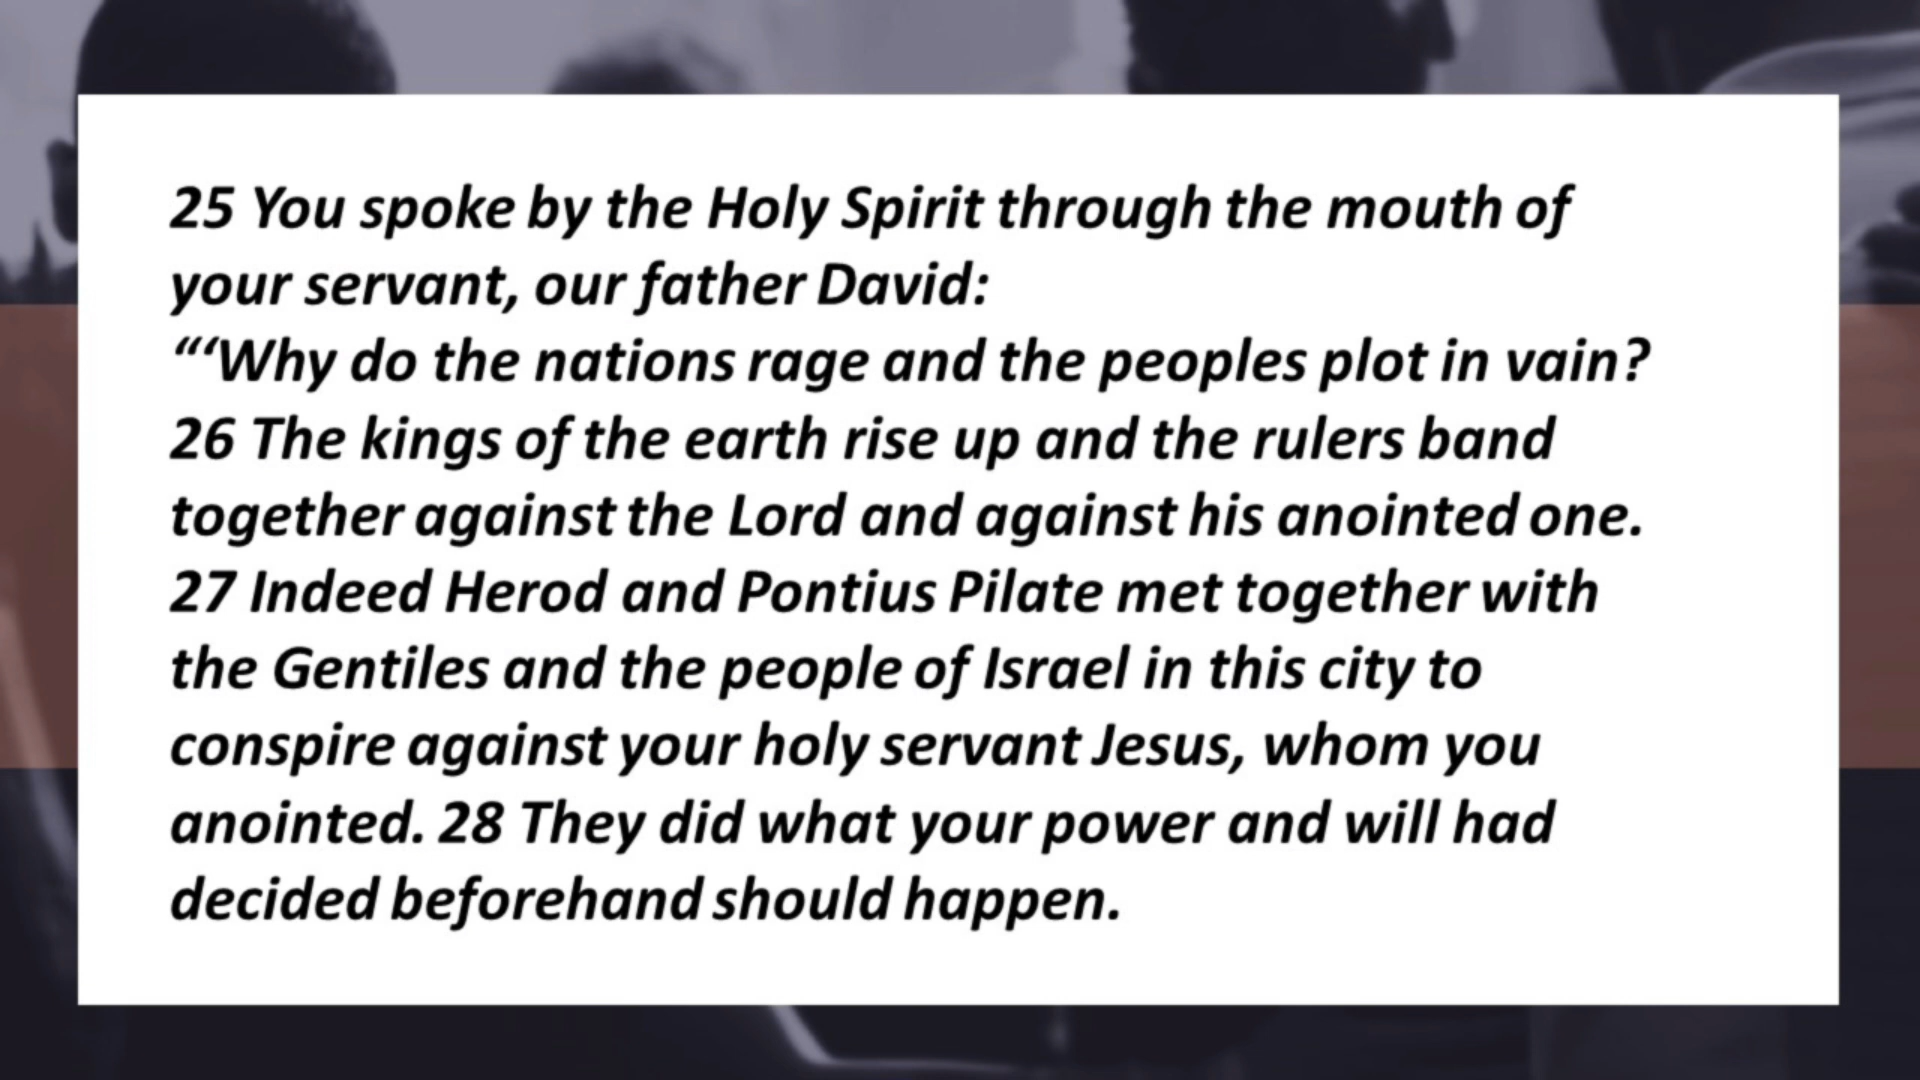 25 You spoke by the Holy Spirit through the mouth of
your servant, our father David:
“‘Why do the nations rage and the peoples plot in vain?
26 The kings of the earth rise up and the rulers band
together against the Lord and against his anointed one.
27 Indeed Herod and Pontius Pilate met together with
the Gentiles and the people of Israel in this city to
conspire against your holy servant Jesus, whom you
anointed. 28 They did what your power and will had
decided beforehand should happen.